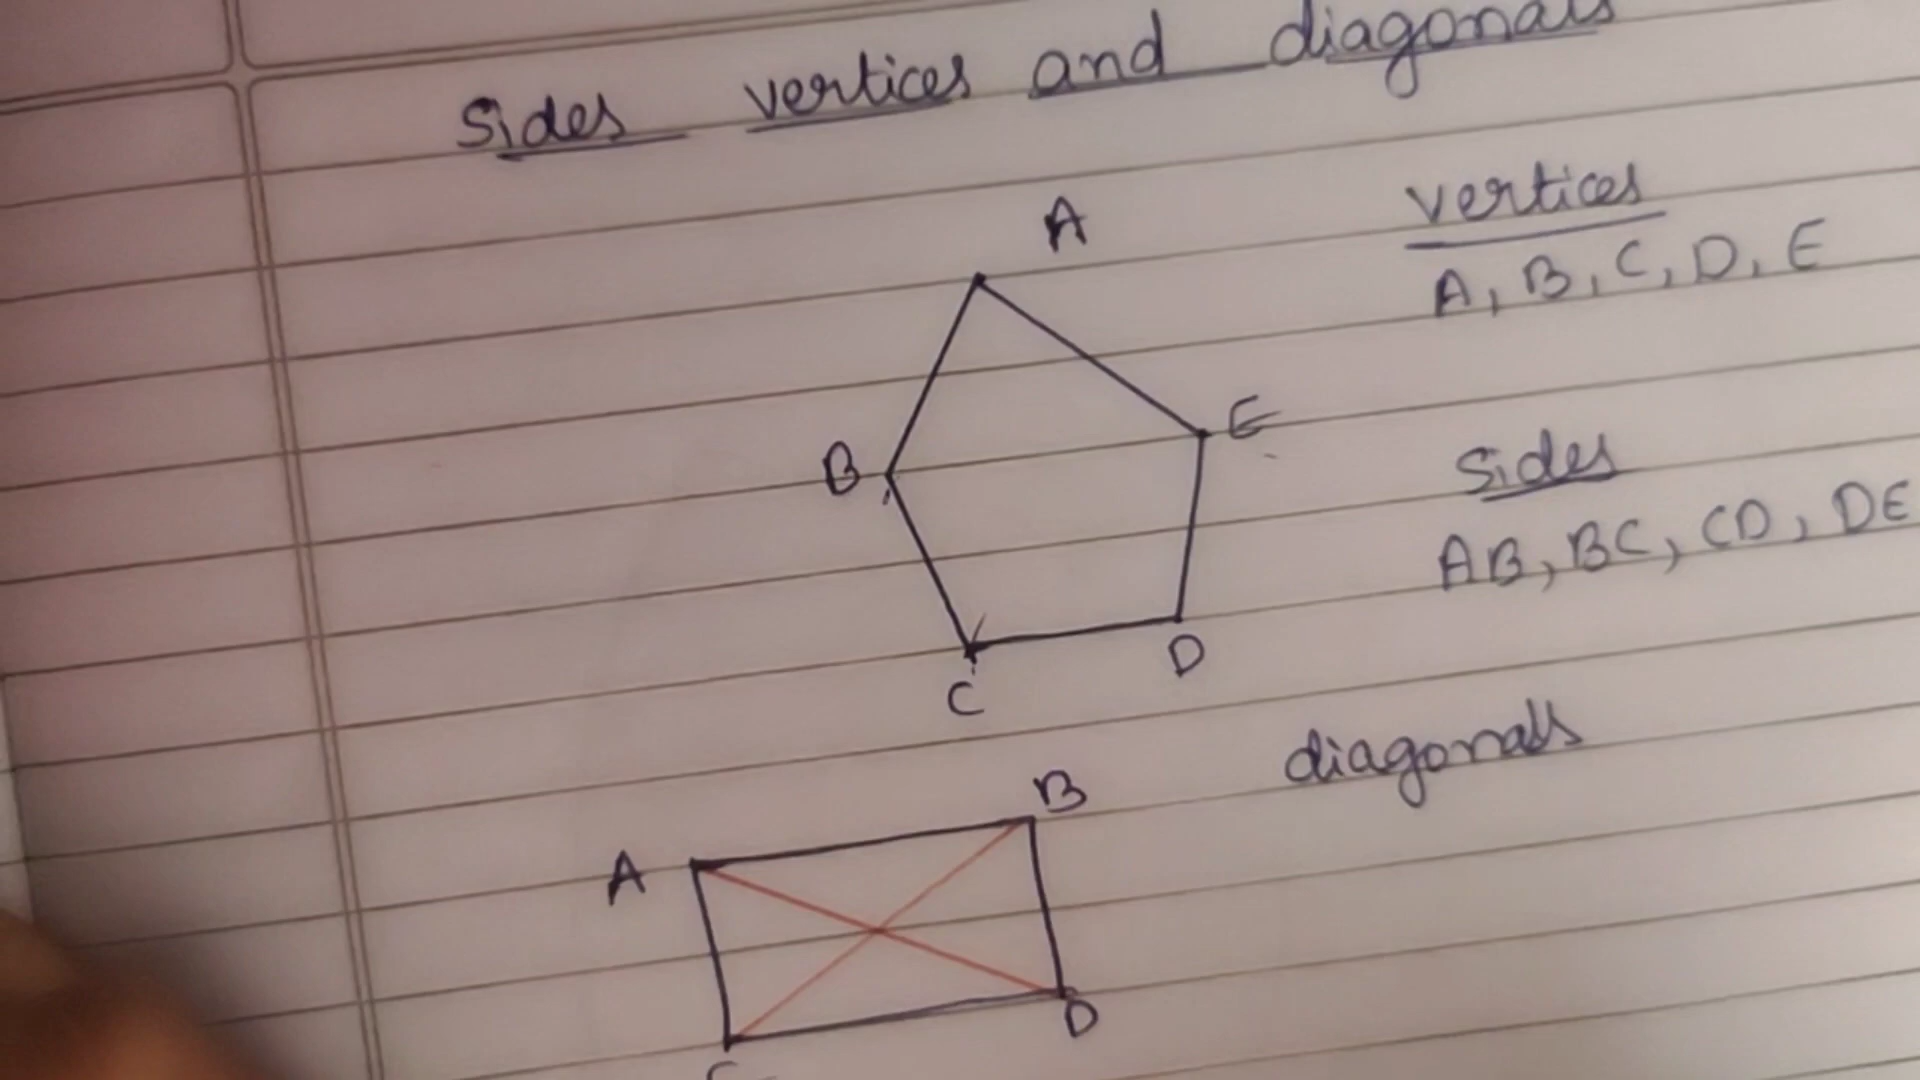 Sides vertices and diagonals
A
vertices
A, B, C, D, E
B
E
Sides
AB, BC, CD, DE
C
D
diagonals
A
B
D
C